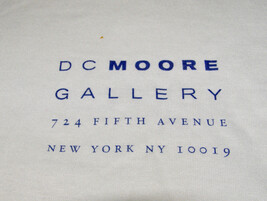 DC MOORE
GALLERY
724 FIFTH AVENUE
NEW YORK NY 10019